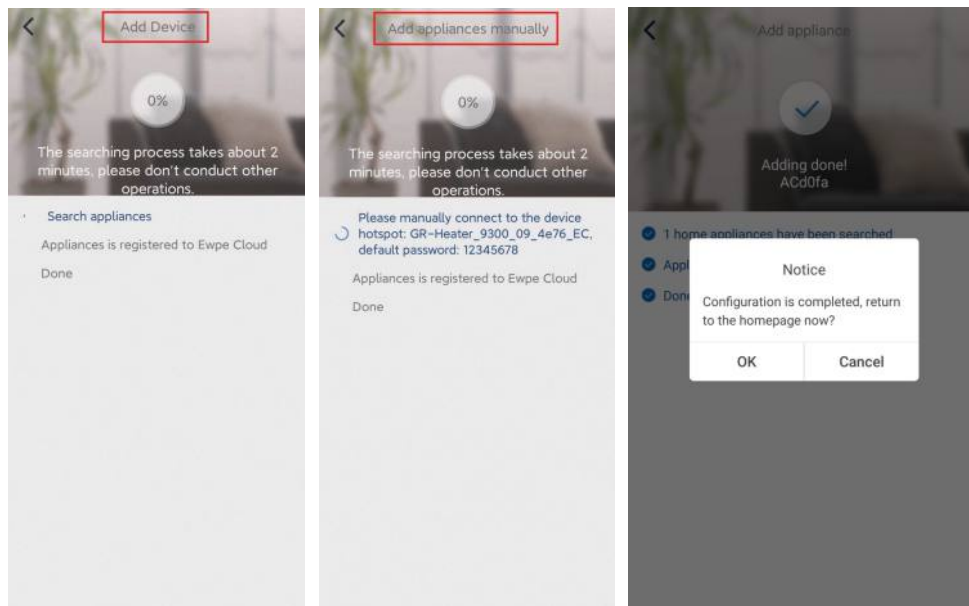 Add Device
0%
The searching process takes about 2
minutes, please don't conduct other
operations.
Search appliances
Appliances is registered to Ewpe Cloud
Done
Add appliances manually
0%
The searching process takes about 2
minutes, please don't conduct other
operations.
Please manually connect to the device
hotspot: GR-Heater_9300_09_4e76_EC,
default password: 12345678
Appliances is registered to Ewpe Cloud
Done
Add appliance
Adding done!
ACd0fa
1 home appliances have been searched
Appl
Done
Notice
Configuration is completed, return
to the homepage now?
OK
Cancel